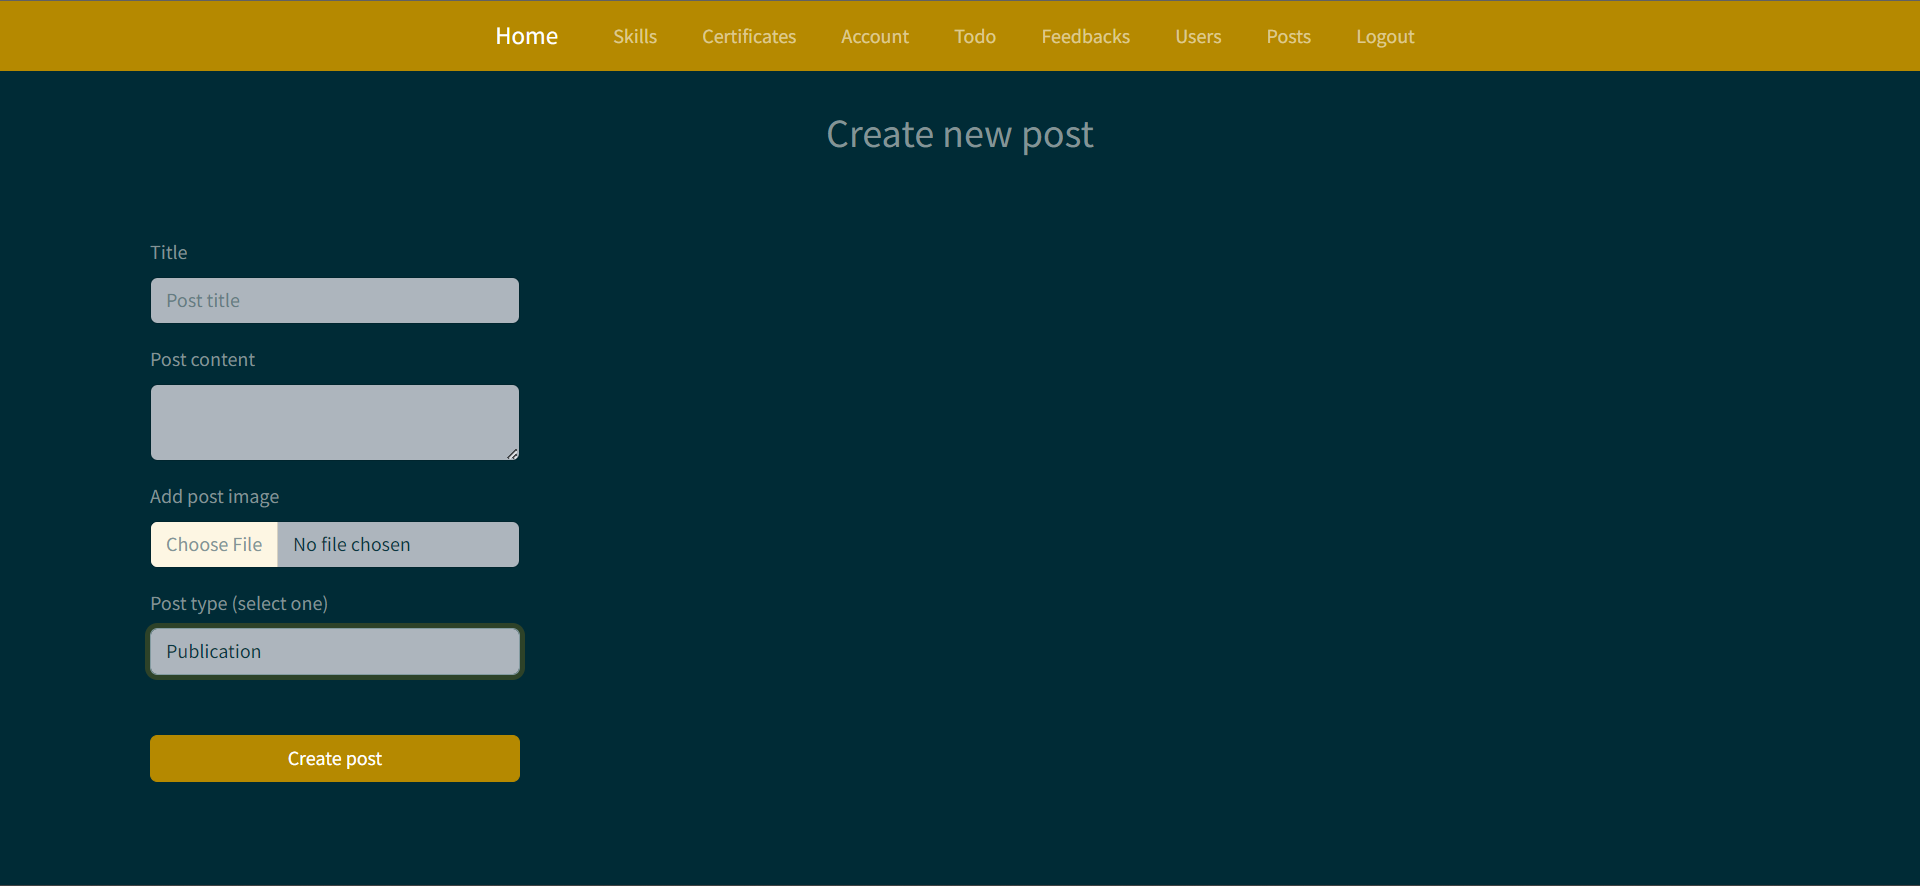 Home Skills Certificates Account Todo Feedbacks Users Posts Logout
Create new post
Title
Post title
Post content
Add post image
Choose File No file chosen
Post type (select one)
Publication
Create post